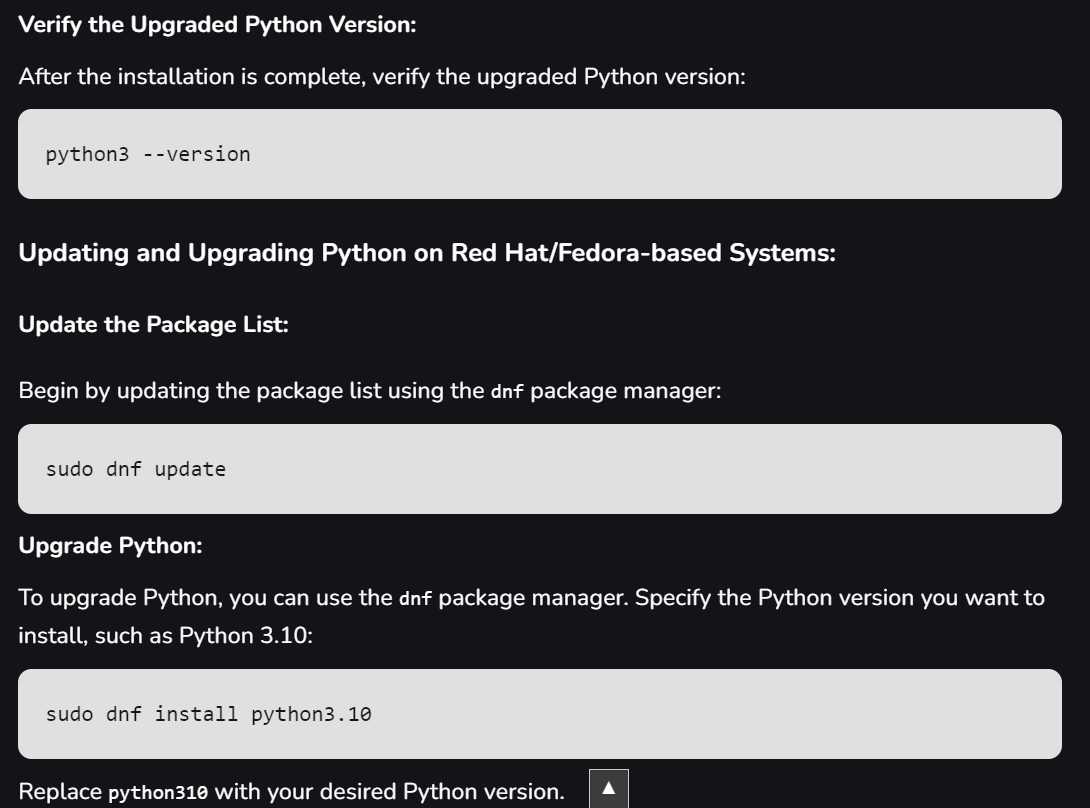 Verify the Upgraded Python Version:
After the installation is complete, verify the upgraded Python version:
python3 --version
Updating and Upgrading Python on Red Hat/Fedora-based Systems:
Update the Package List:
Begin by updating the package list using the dnf package manager:
sudo dnf update
Upgrade Python:
To upgrade Python, you can use the dnf package manager. Specify the Python version you want to
install, such as Python 3.10:
sudo dnf install python3.10
Replace python310 with your desired Python version.